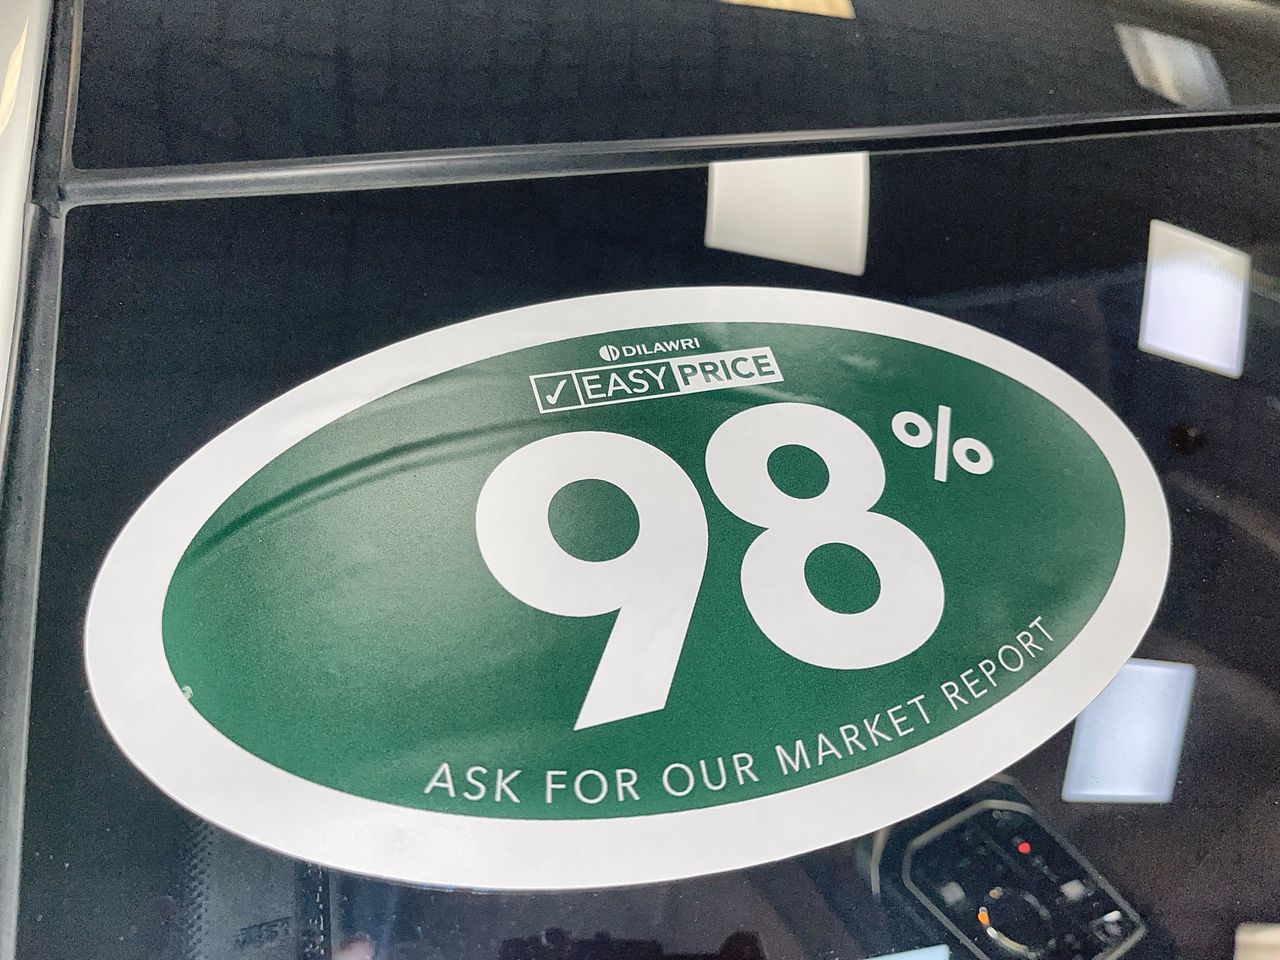 DILAWRI
✓ EASY PRICE
98%
ASK FOR OUR MARKET REPORT